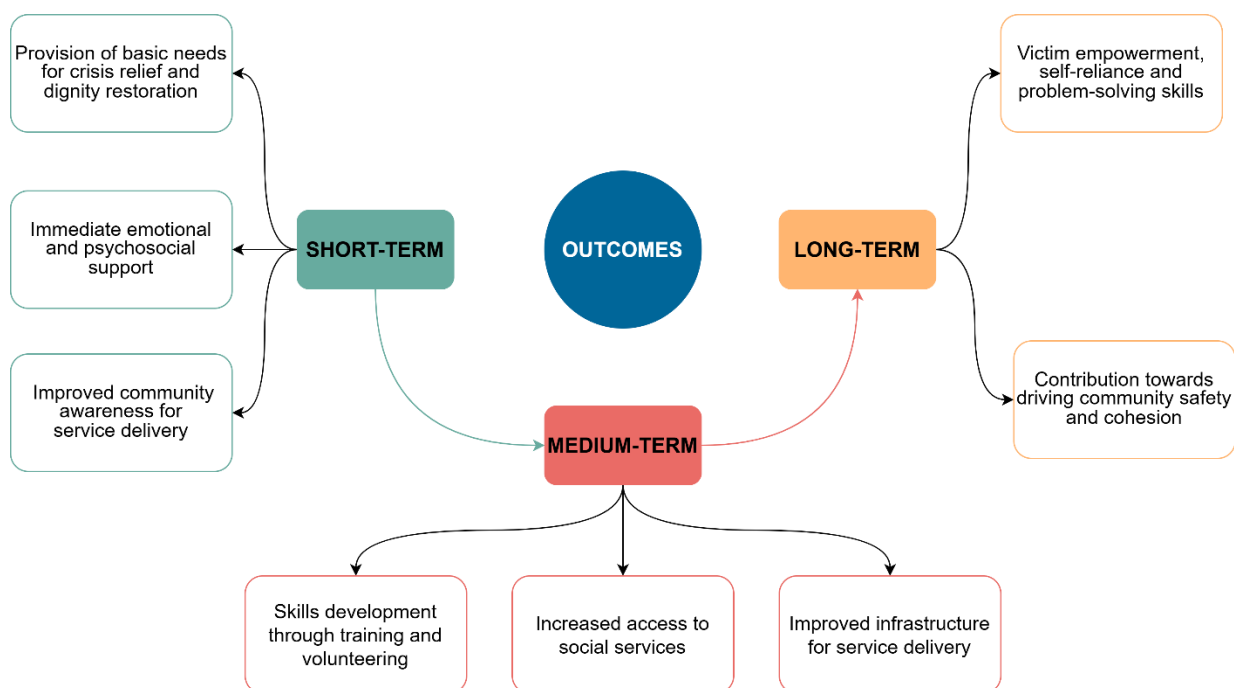 Provision of basic needs
for crisis relief and
dignity restoration
Immediate emotional
and psychosocial
support
Improved community
awareness for
service delivery
SHORT-TERM
OUTCOMES
LONG-TERM
Victim empowerment,
self-reliance and
problem-solving skills
Contribution towards
driving community safety
and cohesion
MEDIUM-TERM
Skills development
through training and
volunteering
Increased access to
social services
Improved infrastructure
for service delivery